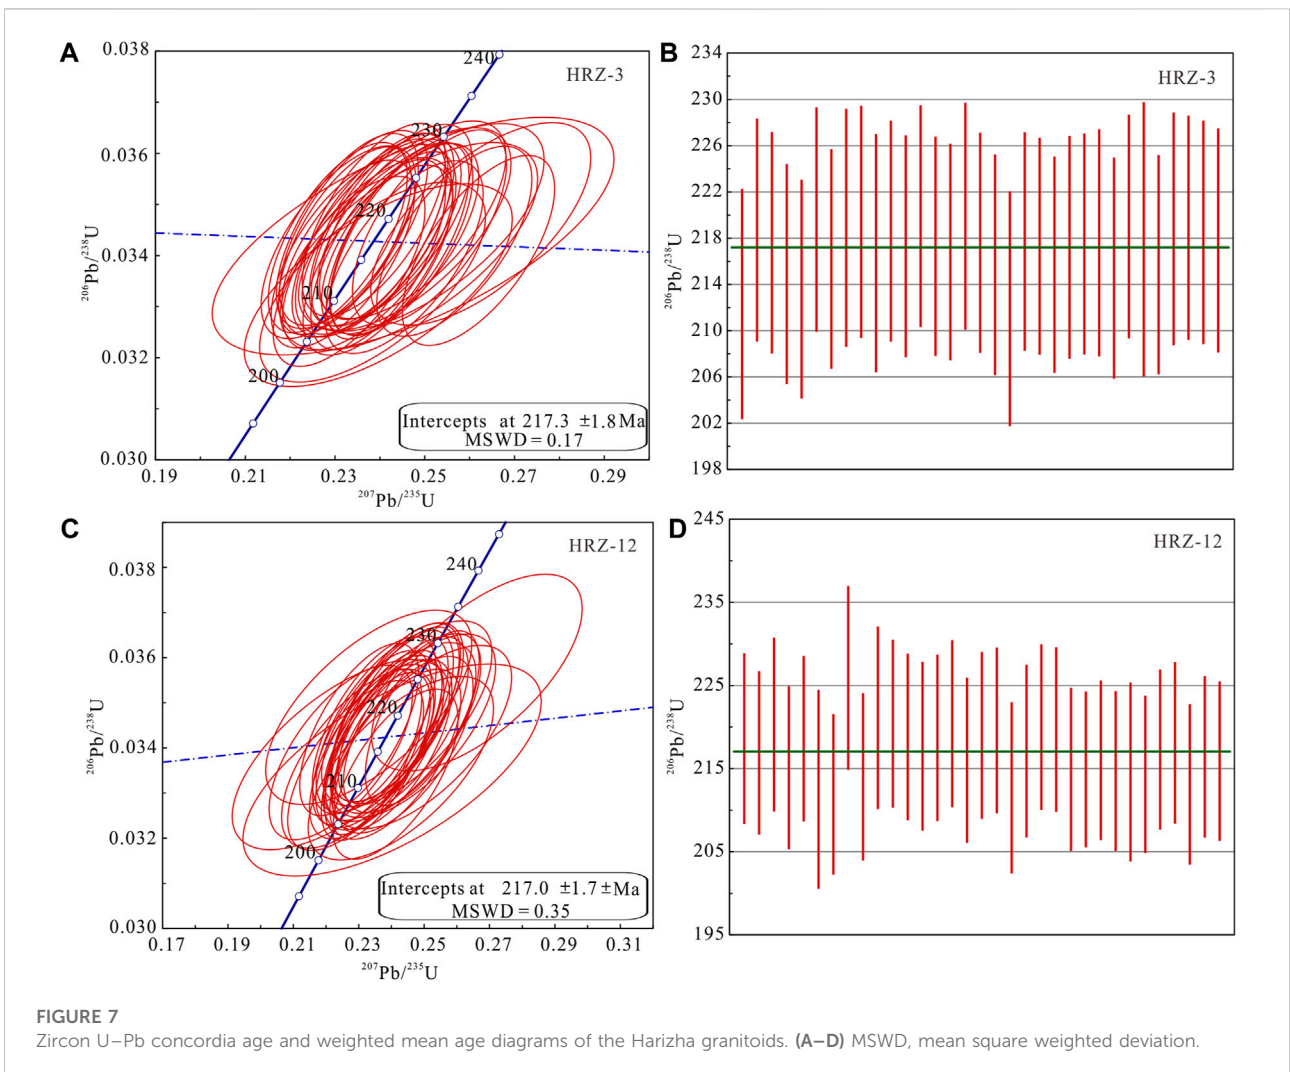 A
0.038
0.036
0.034
0.032
0.030
0.19
0.21
0.23
0.25
0.27
0.29
²⁰⁶Pb/²³⁸U
²⁰⁷Pb/²³⁵U
240
230
220
210
200
HRZ-3
Intercepts at 217.3 ±1.8Ma
MSWD=0.17
B
234
230
226
222
218
214
210
206
202
198
²⁰⁶Pb/²³⁸U
HRZ-3
C
0.038
0.036
0.034
0.032
0.030
0.17
0.19
0.21
0.23
0.25
0.27
0.29
0.31
²⁰⁶Pb/²³⁸U
²⁰⁷Pb/²³⁵U
240
230
220
210
200
HRZ-12
Intercepts at 217.0 ±1.7±Ma
MSWD=0.35
D
245
235
225
215
205
195
²⁰⁶Pb/²³⁸U
HRZ-12
FIGURE 7
Zircon U–Pb concordia age and weighted mean age diagrams of the Harizha granitoids. (A–D) MSWD, mean square weighted deviation.